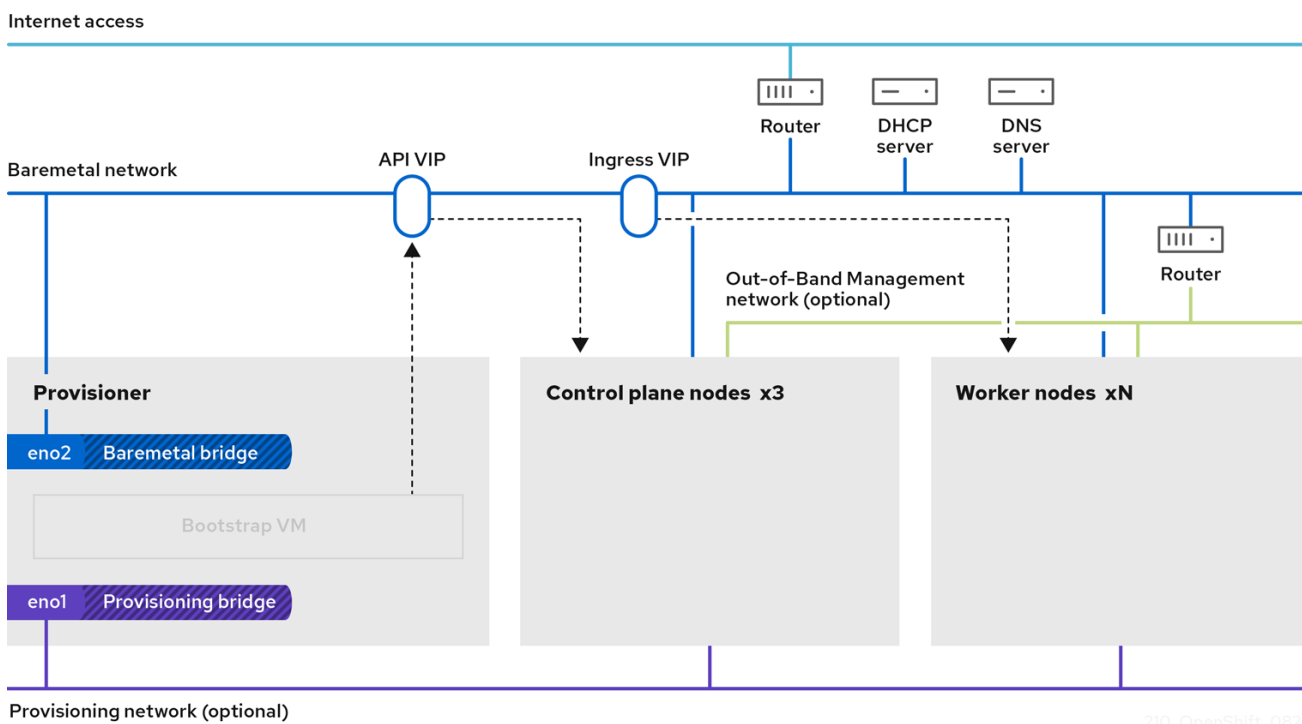 Internet access
Router
DHCP
server
DNS
server
API VIP
Ingress VIP
Baremetal network
Router
Out-of-Band Management
network (optional)
Provisioner
Control plane nodes x3
Worker nodes xN
eno2
Baremetal bridge
Bootstrap VM
eno1
Provisioning bridge
Provisioning network (optional)
210_OpenShift_082